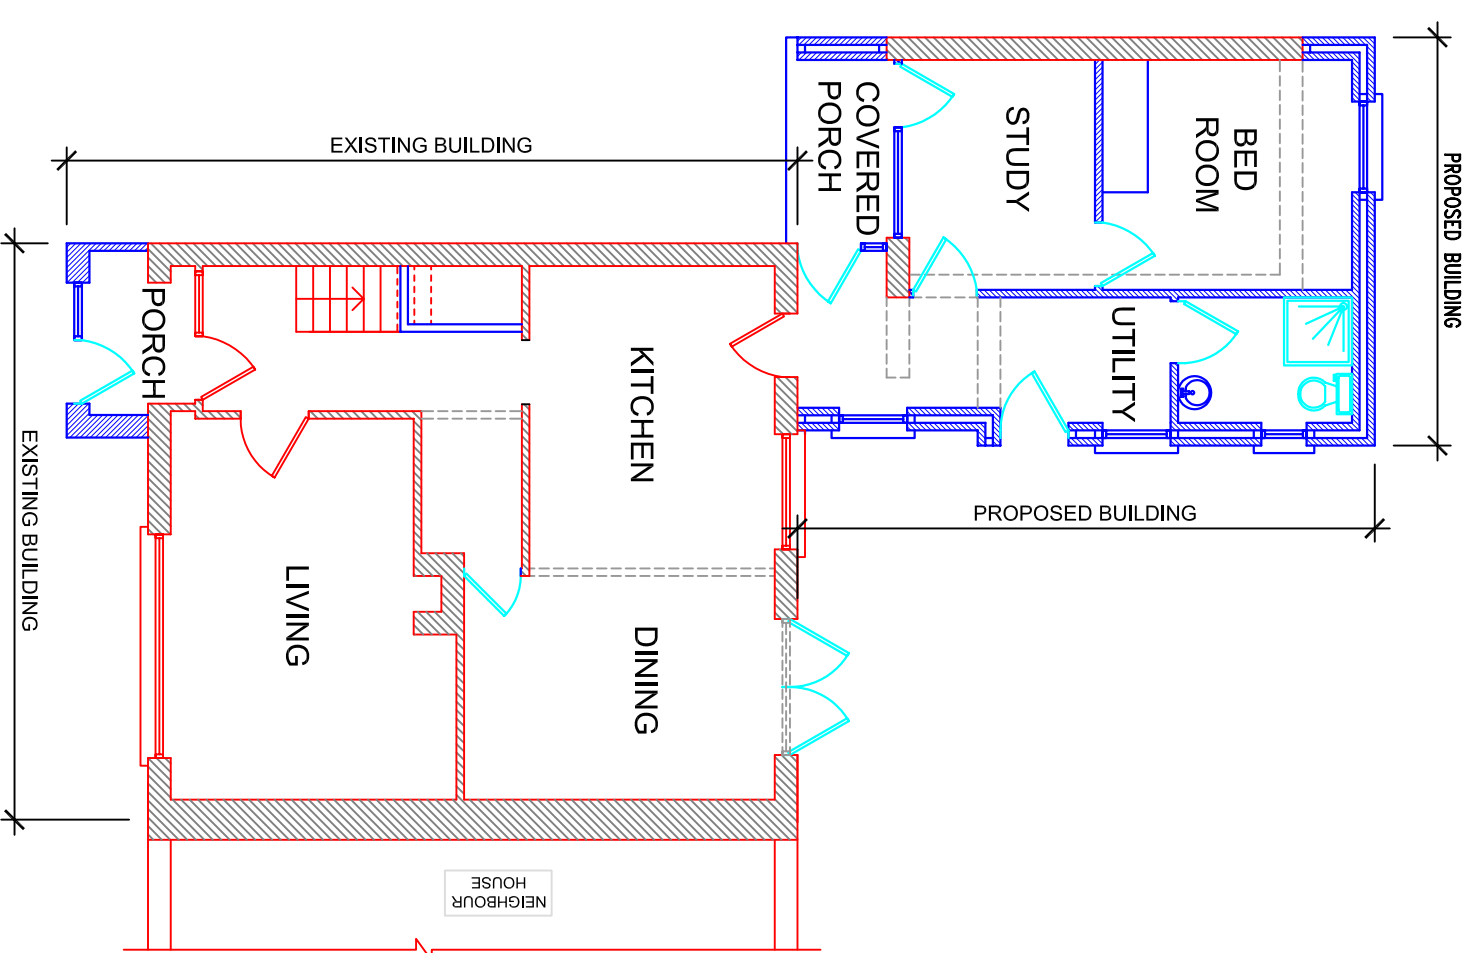 EXISTING BUILDING
COVERED
PORCH
STUDY
BED
ROOM
PROPOSED BUILDING
PORCH
KITCHEN
UTILITY
EXISTING BUILDING
PROPOSED BUILDING
LIVING
DINING
NEIGHBOUR
HOUSE